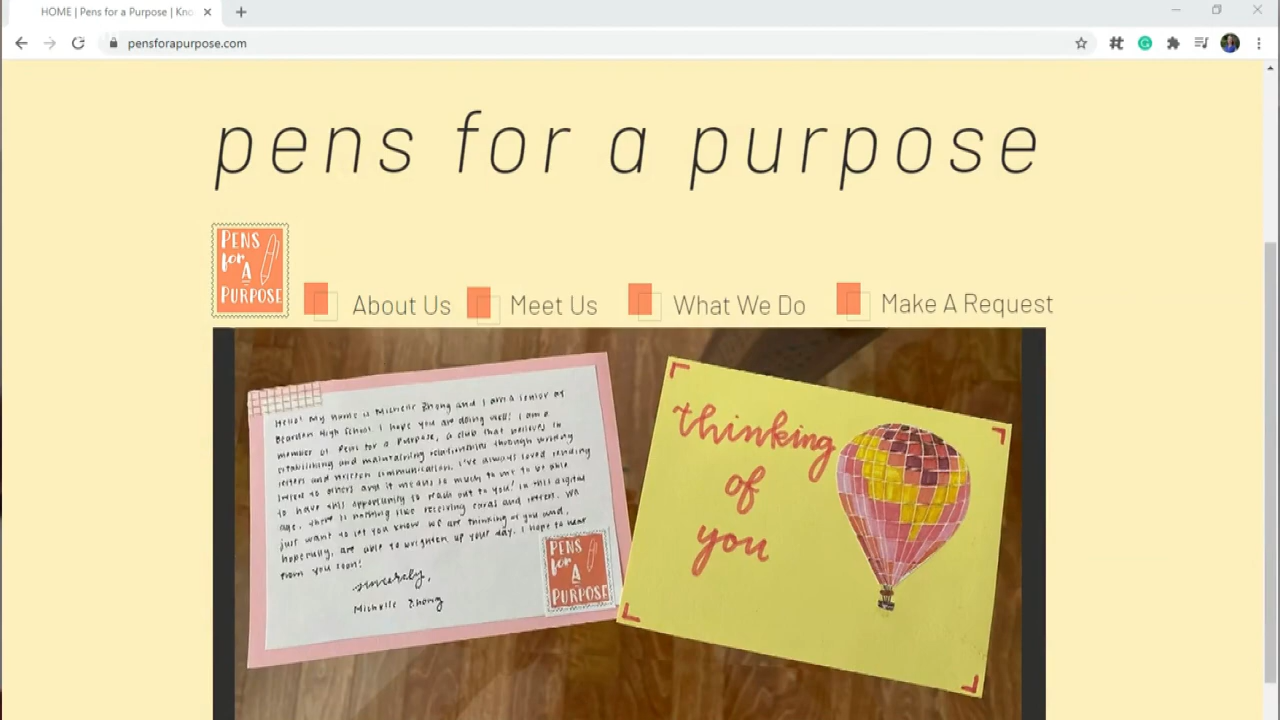 HOME | Pens for a Purpose | Kno
pensforapurpose.com
pens for a purpose
PENS
for
A
PURPOSE
About Us
Meet Us
What We Do
Make A Request
Hello! My name is Michelle Zhong and I am a senior at
Bearden High School. I hope you are doing well! I am a
member of Pens for a Purpose, a club that believes in
establishing and maintaining relationships through writing
letters and written communication. I've always loved sending
letters to others and it means so much to me to be able
to have this opportunity to reach out to you! In this digital
age, there is nothing like receiving cards and letters. We
just want to let you know we are thinking of you and,
hopefully, are able to brighten up your day. I hope to hear
from you soon!
sincerely,
Michelle Zhong
PENS
for
A
PURPOSE
thinking
of
you